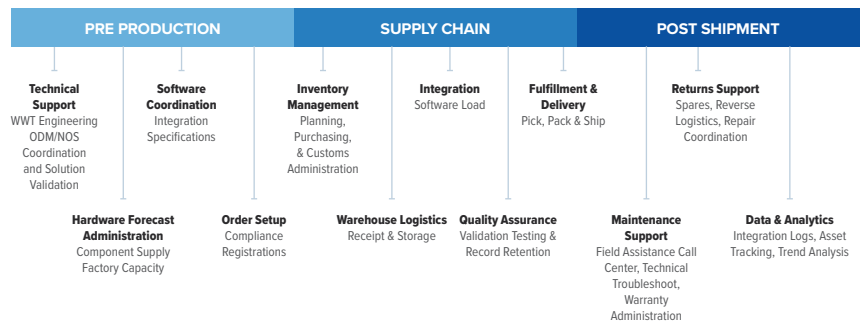 PRE PRODUCTION
SUPPLY CHAIN
POST SHIPMENT
Technical
Support
WWT Engineering
ODM/NOS
Coordination
and Solution
Validation
Software
Coordination
Integration
Specifications
Inventory
Management
Planning,
Purchasing,
& Customs
Administration
Integration
Software Load
Fulfillment &
Delivery
Pick, Pack & Ship
Returns Support
Spares, Reverse
Logistics, Repair
Coordination
Hardware Forecast
Administration
Component Supply
Factory Capacity
Order Setup
Compliance
Registrations
Warehouse Logistics
Receipt & Storage
Quality Assurance
Validation Testing &
Record Retention
Maintenance
Support
Field Assistance Call
Center, Technical
Troubleshoot,
Warranty
Administration
Data & Analytics
Integration Logs, Asset
Tracking, Trend Analysis